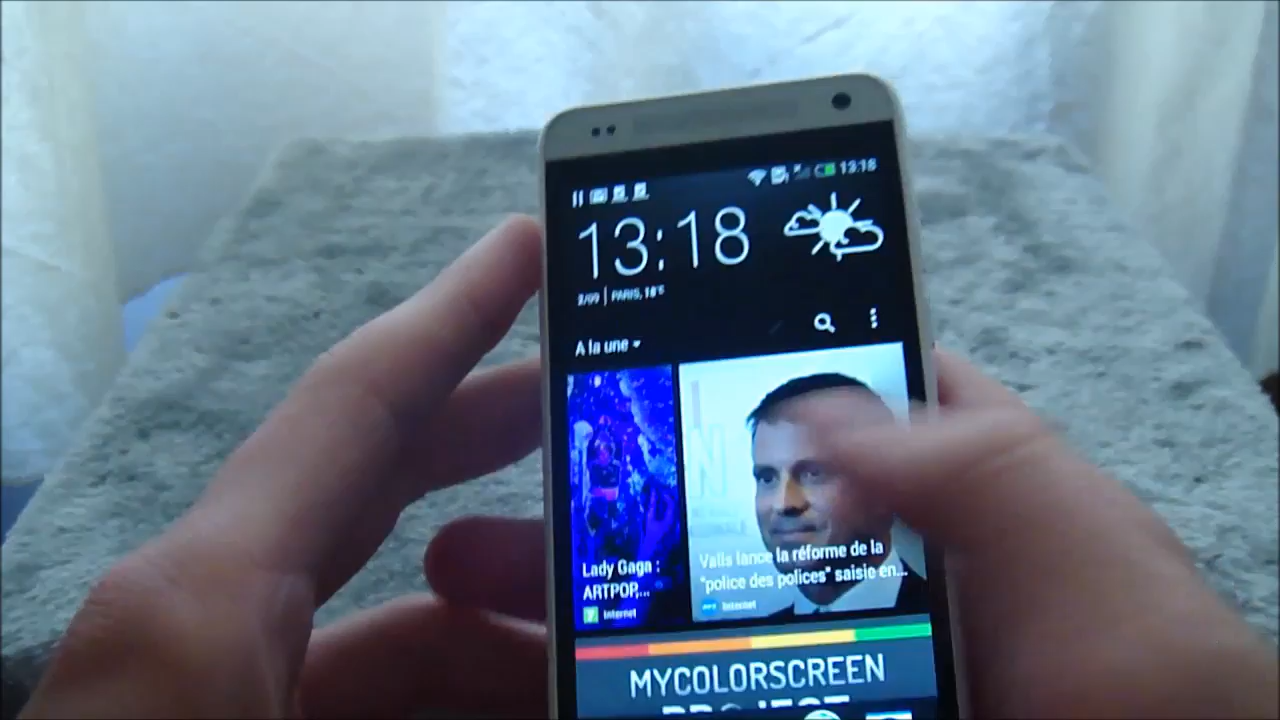 13:18
13:18
PARIS, 18°
A la une
Lady Gaga :
ARTPOP...
Internet
Valls lance la réforme de la
"police des polices" saisie en...
Internet
MYCOLORSCREEN
PROJECT